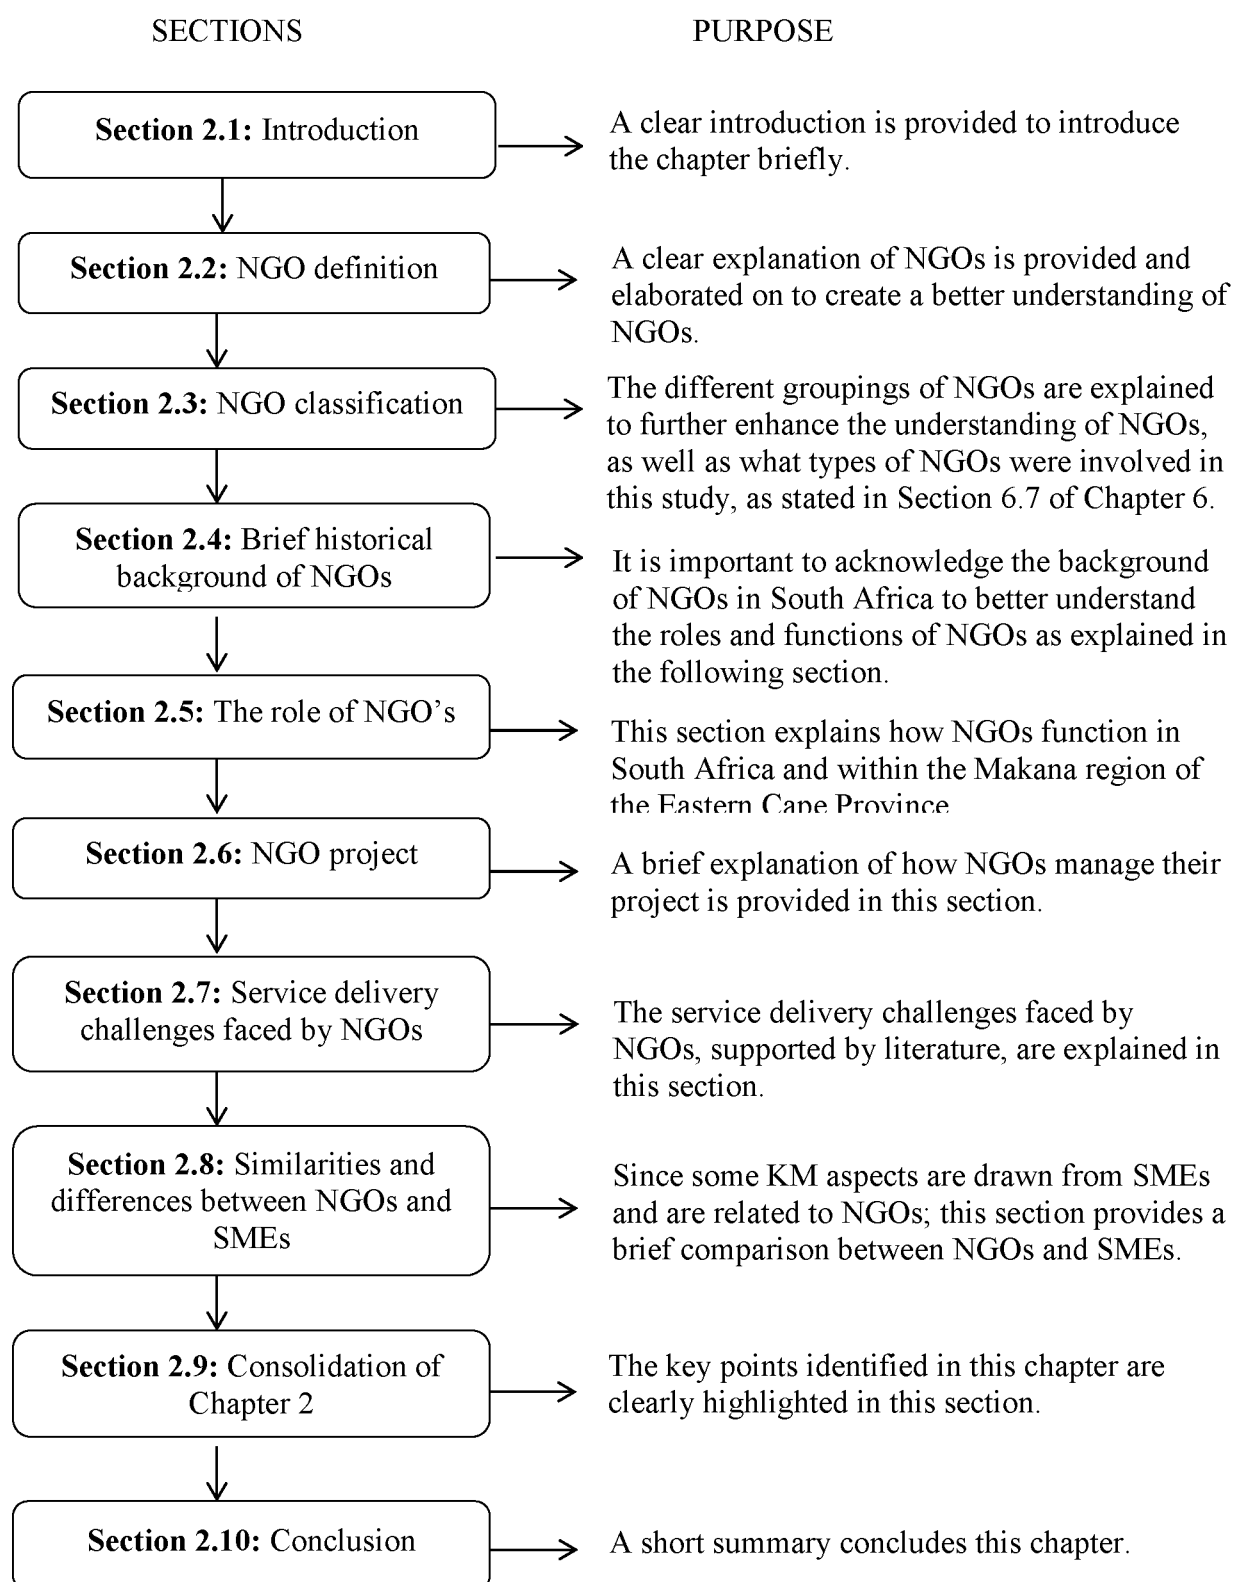 SECTIONS
PURPOSE
Section 2.1: Introduction
A clear introduction is provided to introduce
the chapter briefly.
Section 2.2: NGO definition
A clear explanation of NGOs is provided and
elaborated on to create a better understanding of
NGOs.
Section 2.3: NGO classification
The different groupings of NGOs are explained
to further enhance the understanding of NGOs,
as well as what types of NGOs were involved in
this study, as stated in Section 6.7 of Chapter 6.
Section 2.4: Brief historical
background of NGOs
It is important to acknowledge the background
of NGOs in South Africa to better understand
the roles and functions of NGOs as explained in
the following section.
Section 2.5: The role of NGO’s
This section explains how NGOs function in
South Africa and within the Makana region of
the Eastern Cape Province
Section 2.6: NGO project
A brief explanation of how NGOs manage their
project is provided in this section.
Section 2.7: Service delivery
challenges faced by NGOs
The service delivery challenges faced by
NGOs, supported by literature, are explained in
this section.
Section 2.8: Similarities and
differences between NGOs and
SMEs
Since some KM aspects are drawn from SMEs
and are related to NGOs; this section provides a
brief comparison between NGOs and SMEs.
Section 2.9: Consolidation of
Chapter 2
The key points identified in this chapter are
clearly highlighted in this section.
Section 2.10: Conclusion
A short summary concludes this chapter.